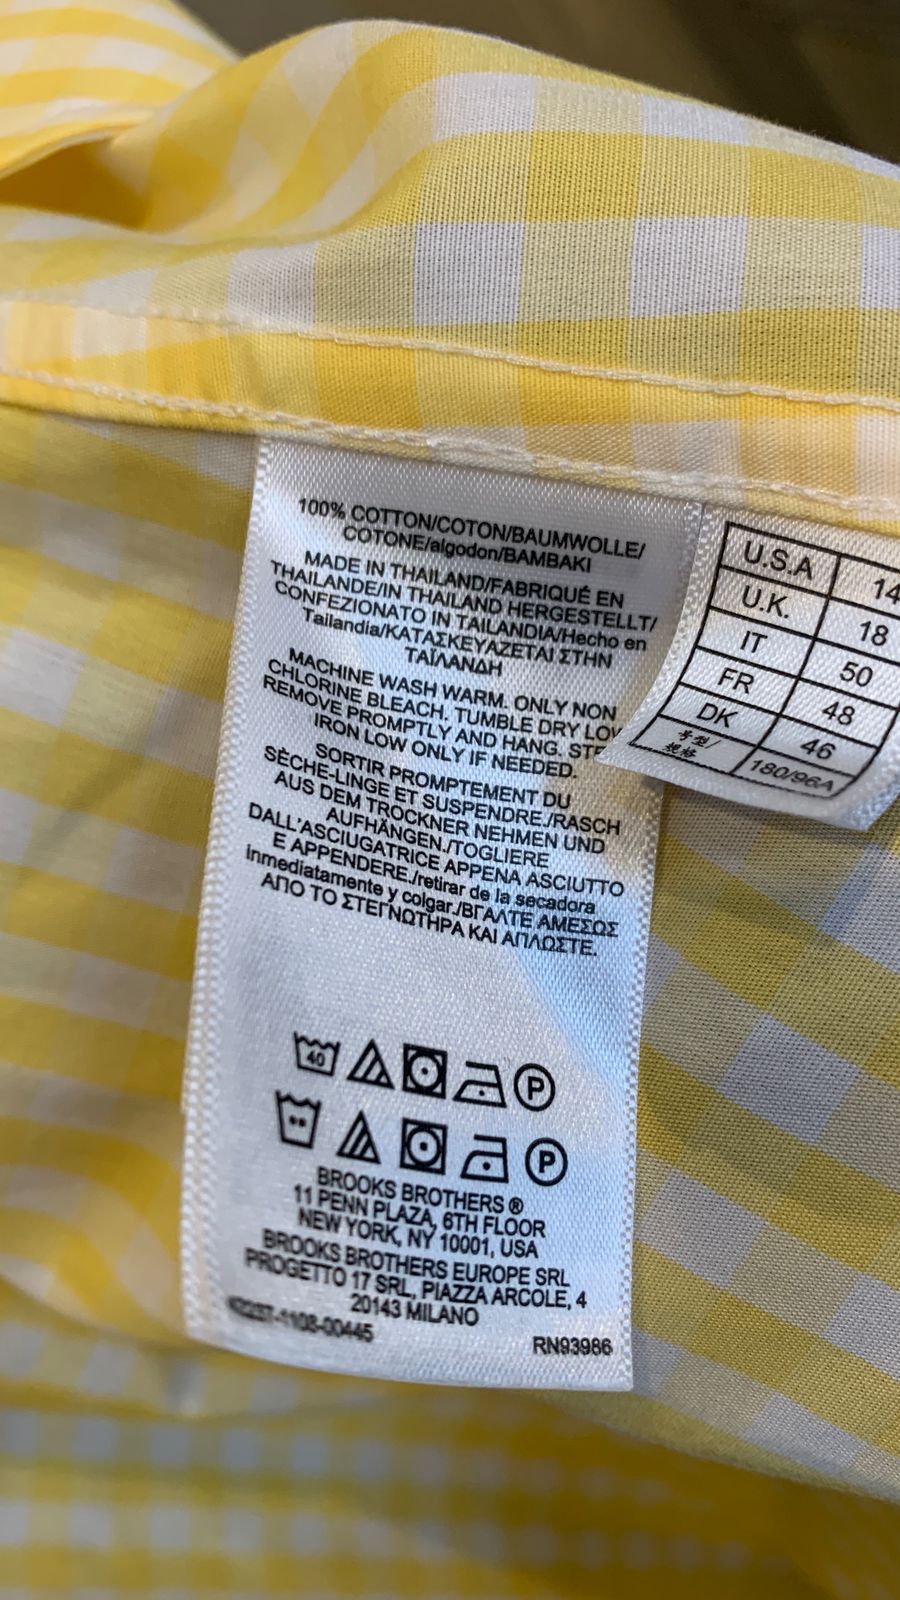 100% COTTON/COTON/BAUMWOLLE/
COTONE/algodon/BAMBAKI
MADE IN THAILAND/FABRIQUÉ EN
THAILANDE/IN THAILAND HERGESTELLT/
CONFEZIONATO IN TAILANDIA/Hecho en
Tailandia/ΚΑΤΑΣΚΕΥΑΖΕΤΑΙ ΣΤΗΝ
ΤΑΪΛΑΝΔΗ
MACHINE WASH WARM. ONLY NON
CHLORINE BLEACH. TUMBLE DRY LOW
REMOVE PROMPTLY AND HANG.
IRON LOW ONLY IF NEEDED.
SORTIR PROMPTEMENT DU
SÈCHE-LINGE ET SUSPENDRE./RASCH
AUS DEM TROCKNER NEHMEN UND
AUFHÄNGEN./TOGLIERE
DALL'ASCIUGATRICE APPENA ASCIUTTO
E APPENDERE./retirar de la secadora
inmediatamente y colgar./ΒΓΑΛΤΕ ΑΜΕΣΩΣ
ΑΠΟ ΤΟ ΣΤΕΓΝΩΤΗΡΑ ΚΑΙ ΑΠΛΩΣΤΕ.
40 P
P
BROOKS BROTHERS ®
11 PENN PLAZA, 6TH FLOOR
NEW YORK, NY 10001, USA
BROOKS BROTHERS EUROPE SRL
PROGETTO 17 SRL, PIAZZA ARCOLE, 4
20143 MILANO
RN93986
U.S.A 14
U.K. 18
IT 50
FR 48
DK 46
号型/ 180/96A
规格